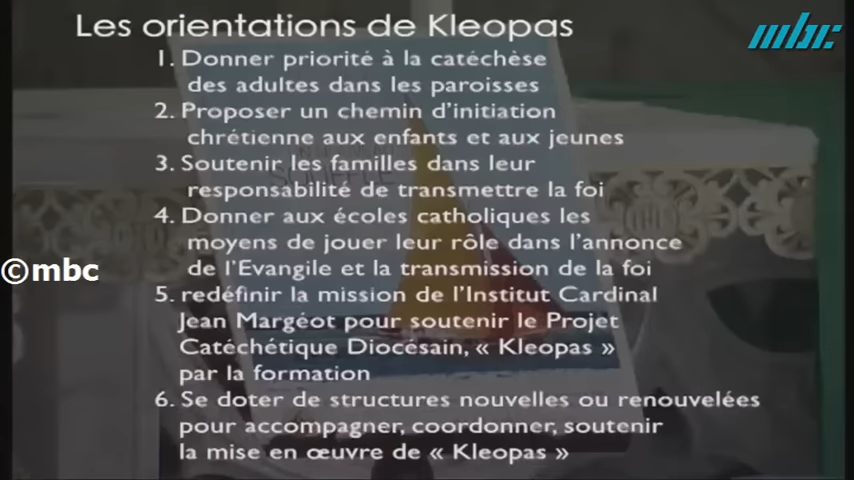 Les orientations de Kleopas
mbc
1. Donner priorité à la catéchèse
des adultes dans les paroisses
2. Proposer un chemin d'initiation
chrétienne aux enfants et aux jeunes
3. Soutenir les familles dans leur
responsabilité de transmettre la foi
4. Donner aux écoles catholiques les
moyens de jouer leur rôle dans l'annonce
de l'Evangile et la transmission de la foi
©mbc
5. redéfinir la mission de l'Institut Cardinal
Jean Margéot pour soutenir le Projet
Catéchétique Diocésain, « Kleopas »
par la formation
6. Se doter de structures nouvelles ou renouvelées
pour accompagner, coordonner, soutenir
la mise en œuvre de « Kleopas »